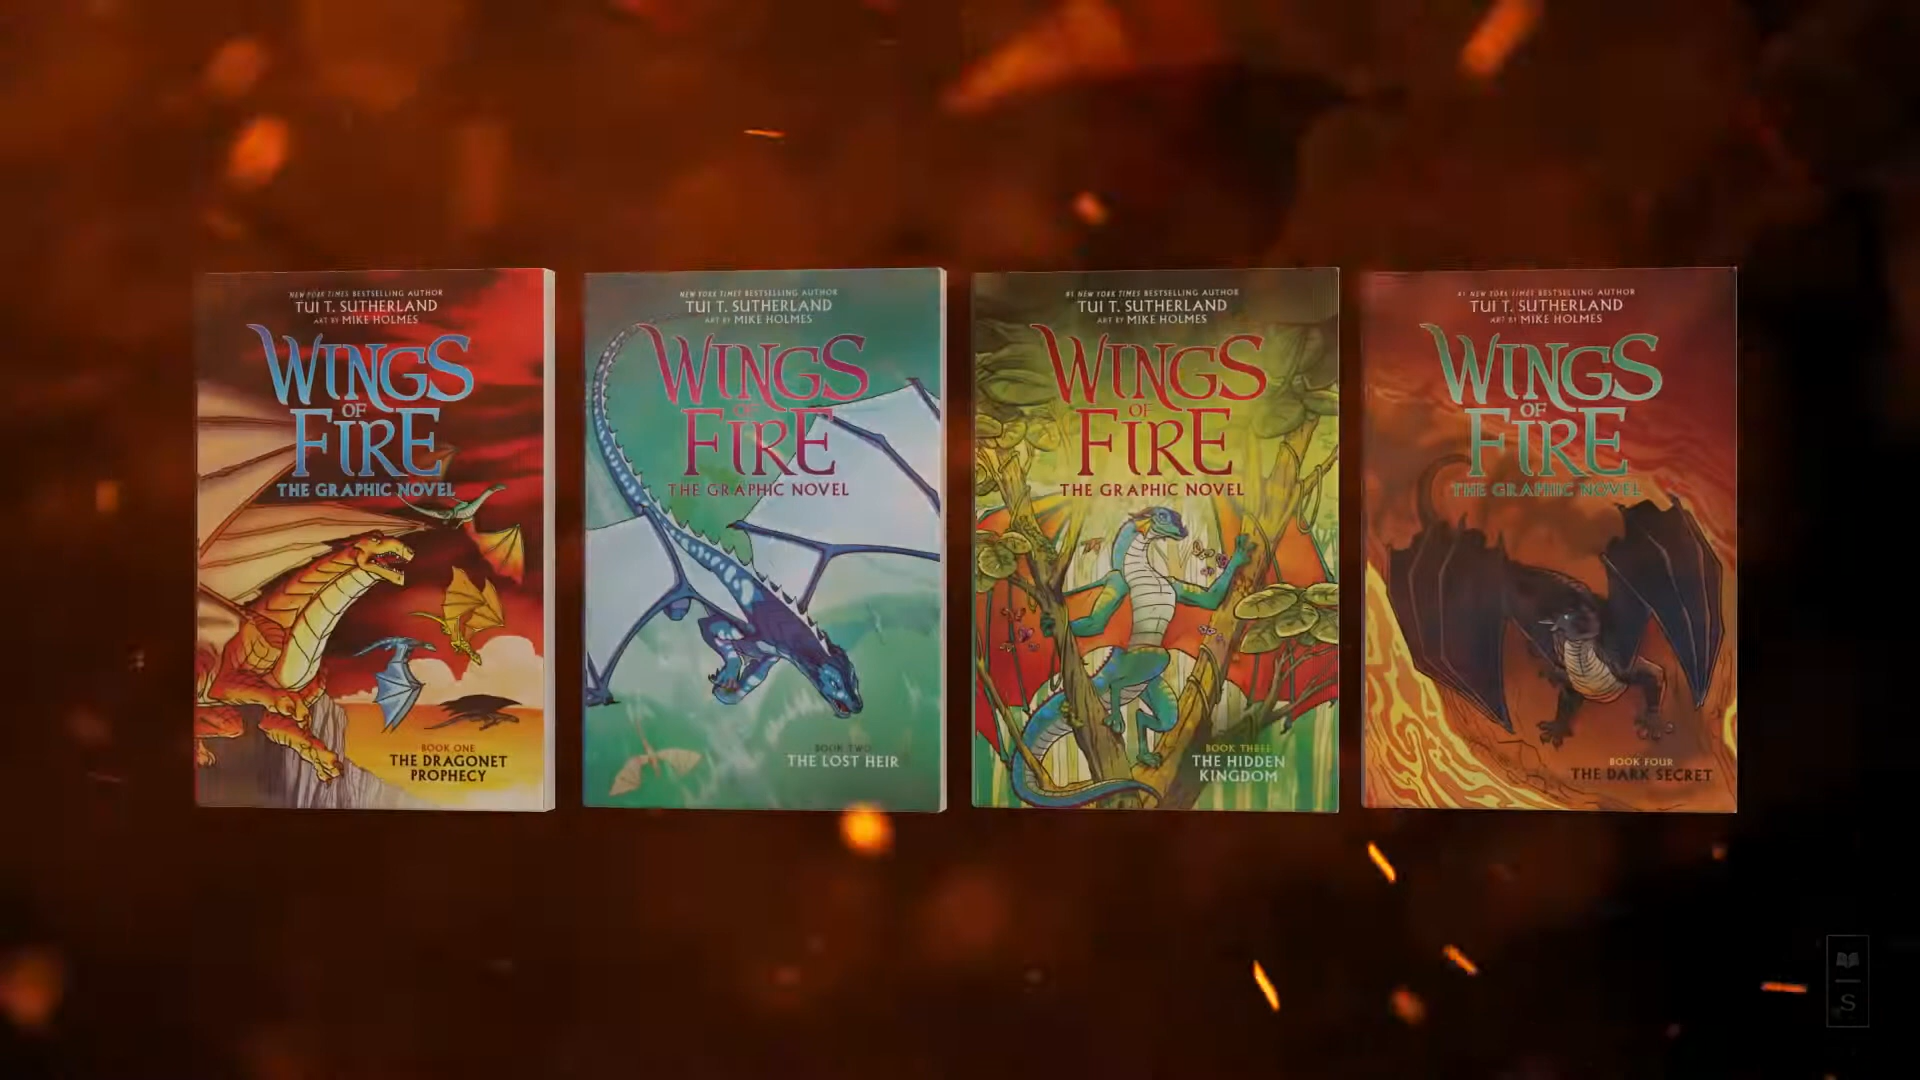 NEW YORK TIMES BESTSELLING AUTHOR
TUI T. SUTHERLAND
ART BY MIKE HOLMES
WINGS
OF
FIRE
THE GRAPHIC NOVEL
BOOK ONE
THE DRAGONET
PROPHECY
NEW YORK TIMES BESTSELLING AUTHOR
TUI T. SUTHERLAND
ART BY MIKE HOLMES
WINGS
OF
FIRE
THE GRAPHIC NOVEL
BOOK TWO
THE LOST HEIR
#1 NEW YORK TIMES BESTSELLING AUTHOR
TUI T. SUTHERLAND
ART BY MIKE HOLMES
WINGS
OF
FIRE
THE GRAPHIC NOVEL
BOOK THREE
THE HIDDEN
KINGDOM
#1 NEW YORK TIMES BESTSELLING AUTHOR
TUI T. SUTHERLAND
ART BY MIKE HOLMES
WINGS
OF
FIRE
THE GRAPHIC NOVEL
BOOK FOUR
THE DARK SECRET
S